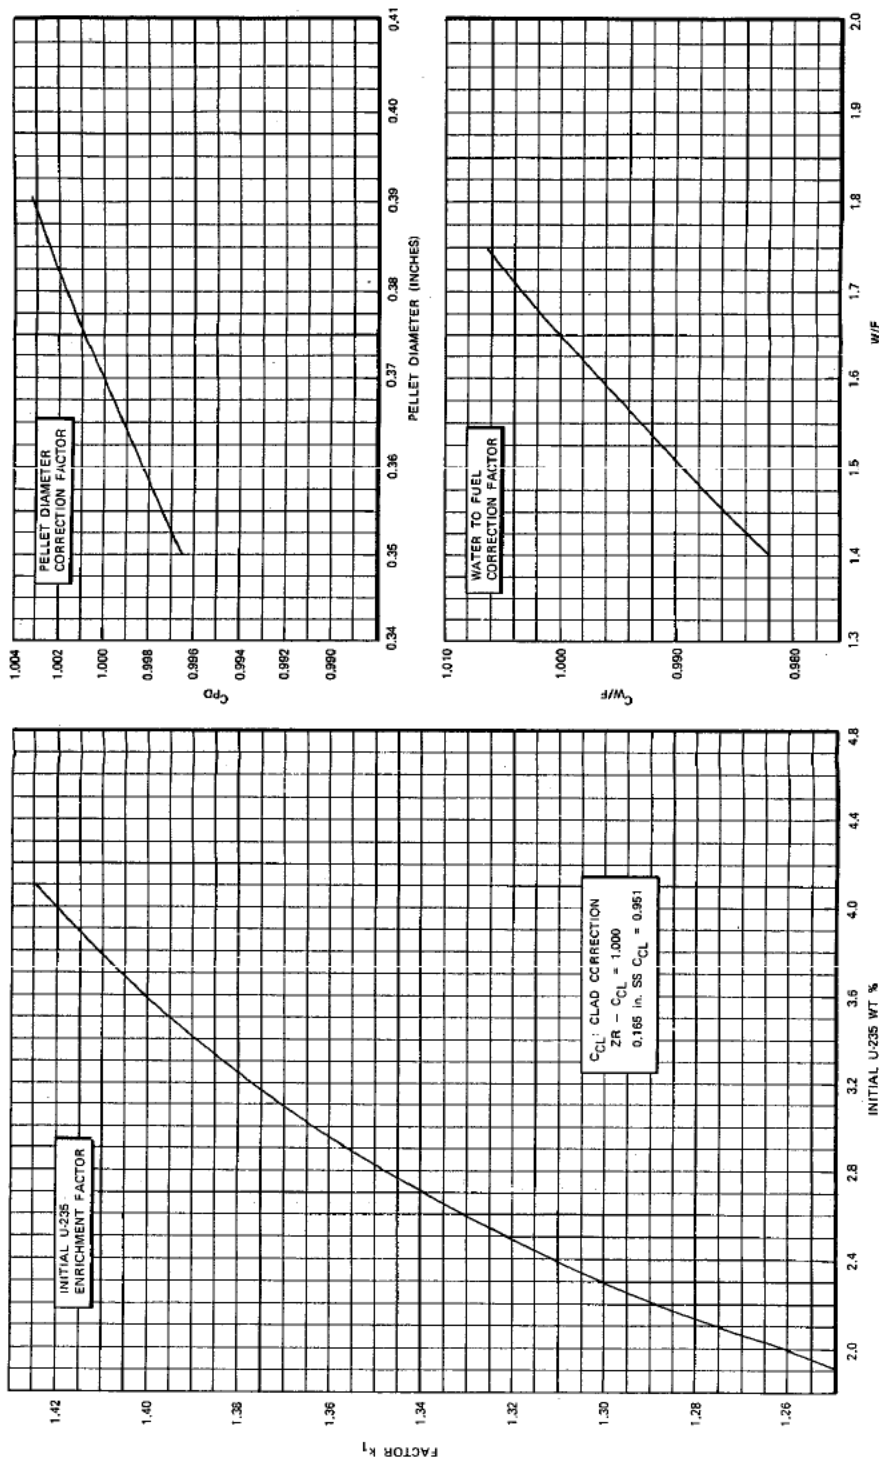 INITIAL U-235
ENRICHMENT FACTOR
C_CL: CLAD CORRECTION
ZR – C_CL = 1.000
0.165 in. SS C_CL = 0.951
FACTOR k₁
1.42
1.40
1.38
1.36
1.34
1.32
1.30
1.28
1.26
2.0 2.4 2.8 3.2 3.6 4.0 4.4 4.8
INITIAL U-235 WT %
PELLET DIAMETER
CORRECTION FACTOR
C_PD
1.004
1.002
1.000
0.998
0.996
0.994
0.992
0.990
0.34 0.35 0.36 0.37 0.38 0.39 0.40 0.41
PELLET DIAMETER (INCHES)
WATER TO FUEL
CORRECTION FACTOR
C_W/F
1.010
1.000
0.990
0.980
1.3 1.4 1.5 1.6 1.7 1.8 1.9 2.0
W/F